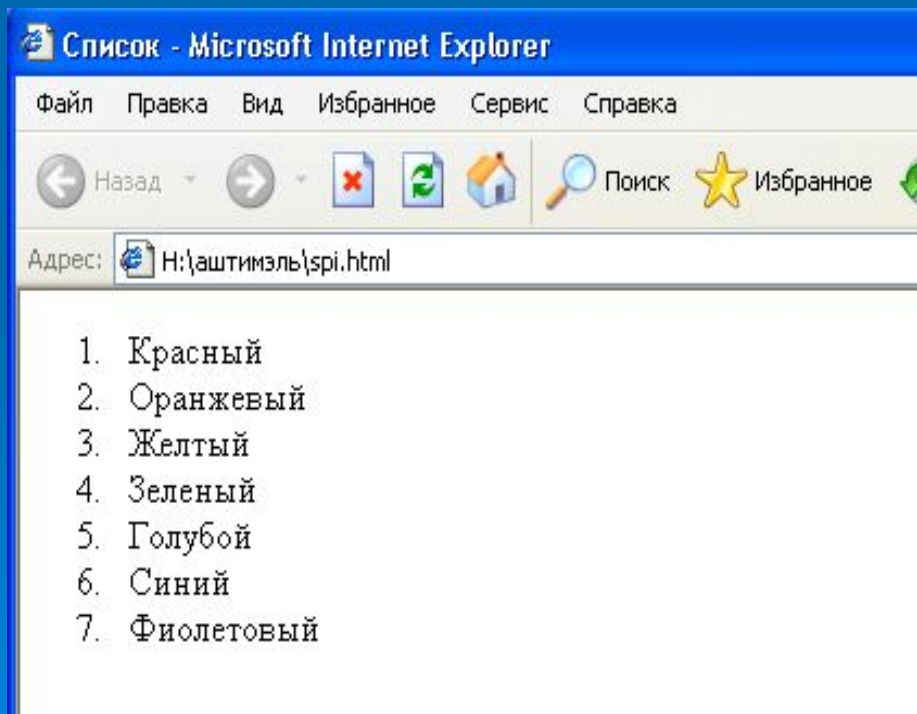 Список - Microsoft Internet Explorer
Файл Правка Вид Избранное Сервис Справка
Назад Поиск Избранное
Адрес: H:\аштимэль\spi.html
1. Красный
2. Оранжевый
3. Желтый
4. Зеленый
5. Голубой
6. Синий
7. Фиолетовый